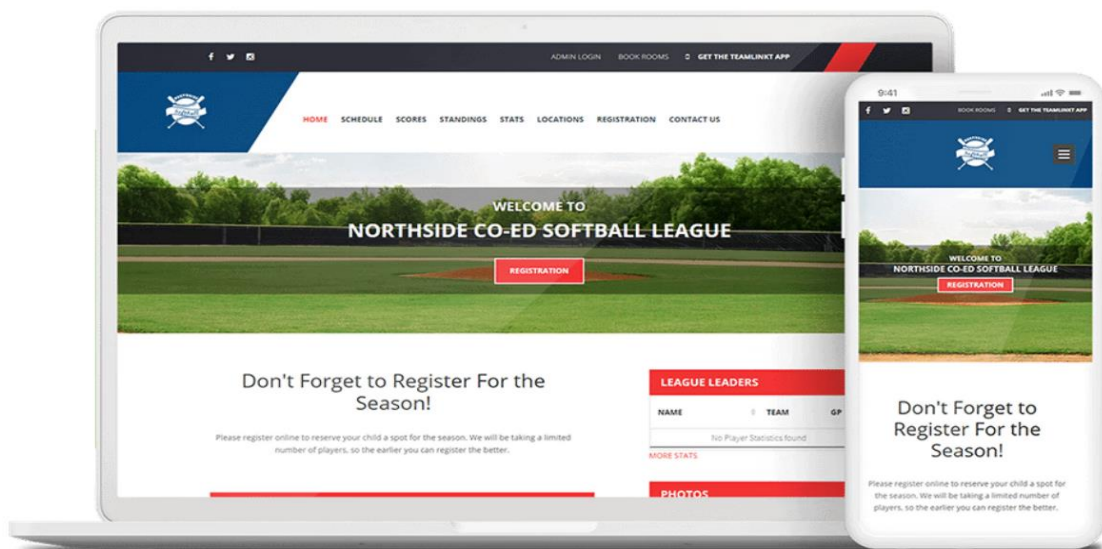 ADMIN LOGIN BOOK ROOMS GET THE TEAMLINKT APP
HOME SCHEDULE SCORES STANDINGS STATS LOCATIONS REGISTRATION CONTACT US
WELCOME TO
NORTHSIDE CO-ED SOFTBALL LEAGUE
REGISTRATION
Don't Forget to Register For the
Season!
Please register online to reserve your child a spot for the season. We will be taking a limited
number of players, so the earlier you can register the better.
LEAGUE LEADERS
NAME TEAM GP
No Player Statistics found
MORE STATS
PHOTOS
9:41
BOOK ROOMS GET THE TEAMLINKT APP
WELCOME TO
NORTHSIDE CO-ED SOFTBALL LEAGUE
REGISTRATION
Don't Forget to
Register For the
Season!
Please register online to reserve your child a spot for
the season. We will be taking a limited number of
players, so the earlier you can register the better.